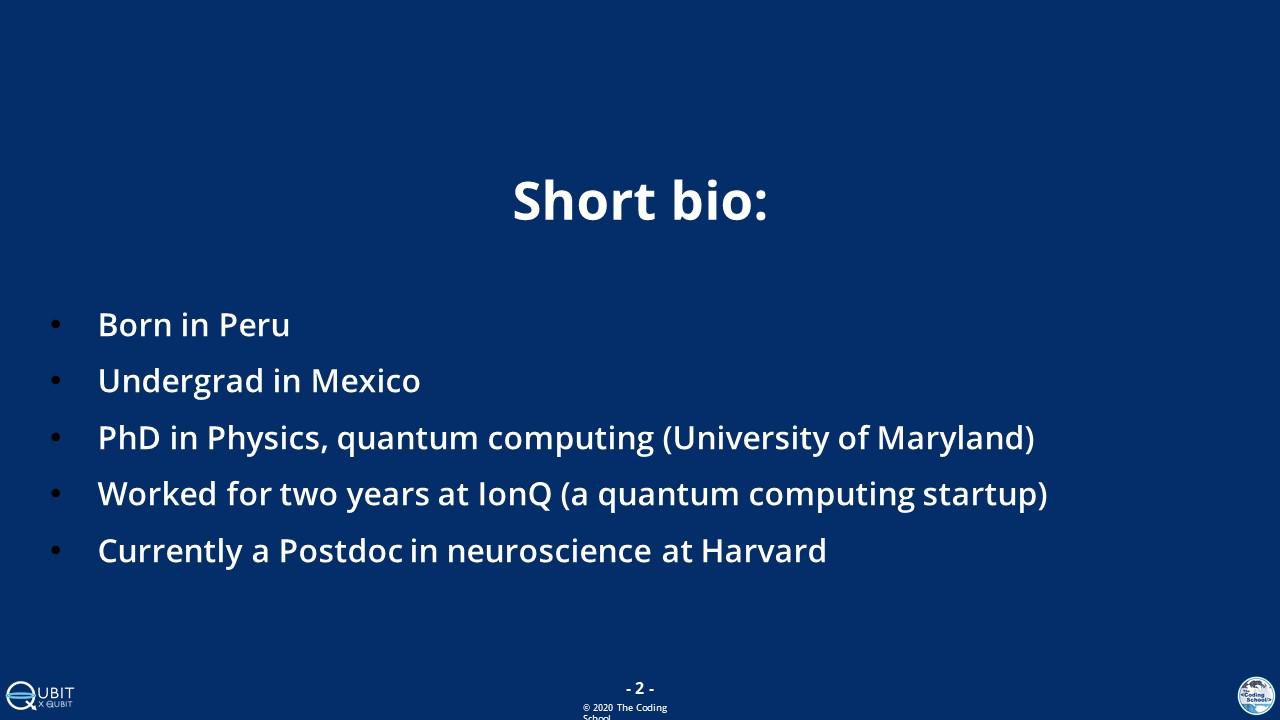 Short bio:
• Born in Peru
• Undergrad in Mexico
• PhD in Physics, quantum computing (University of Maryland)
• Worked for two years at IonQ (a quantum computing startup)
• Currently a Postdoc in neuroscience at Harvard
QUBIT
X QUBIT
- 2 -
© 2020 The Coding
School
The
<Coding
School>